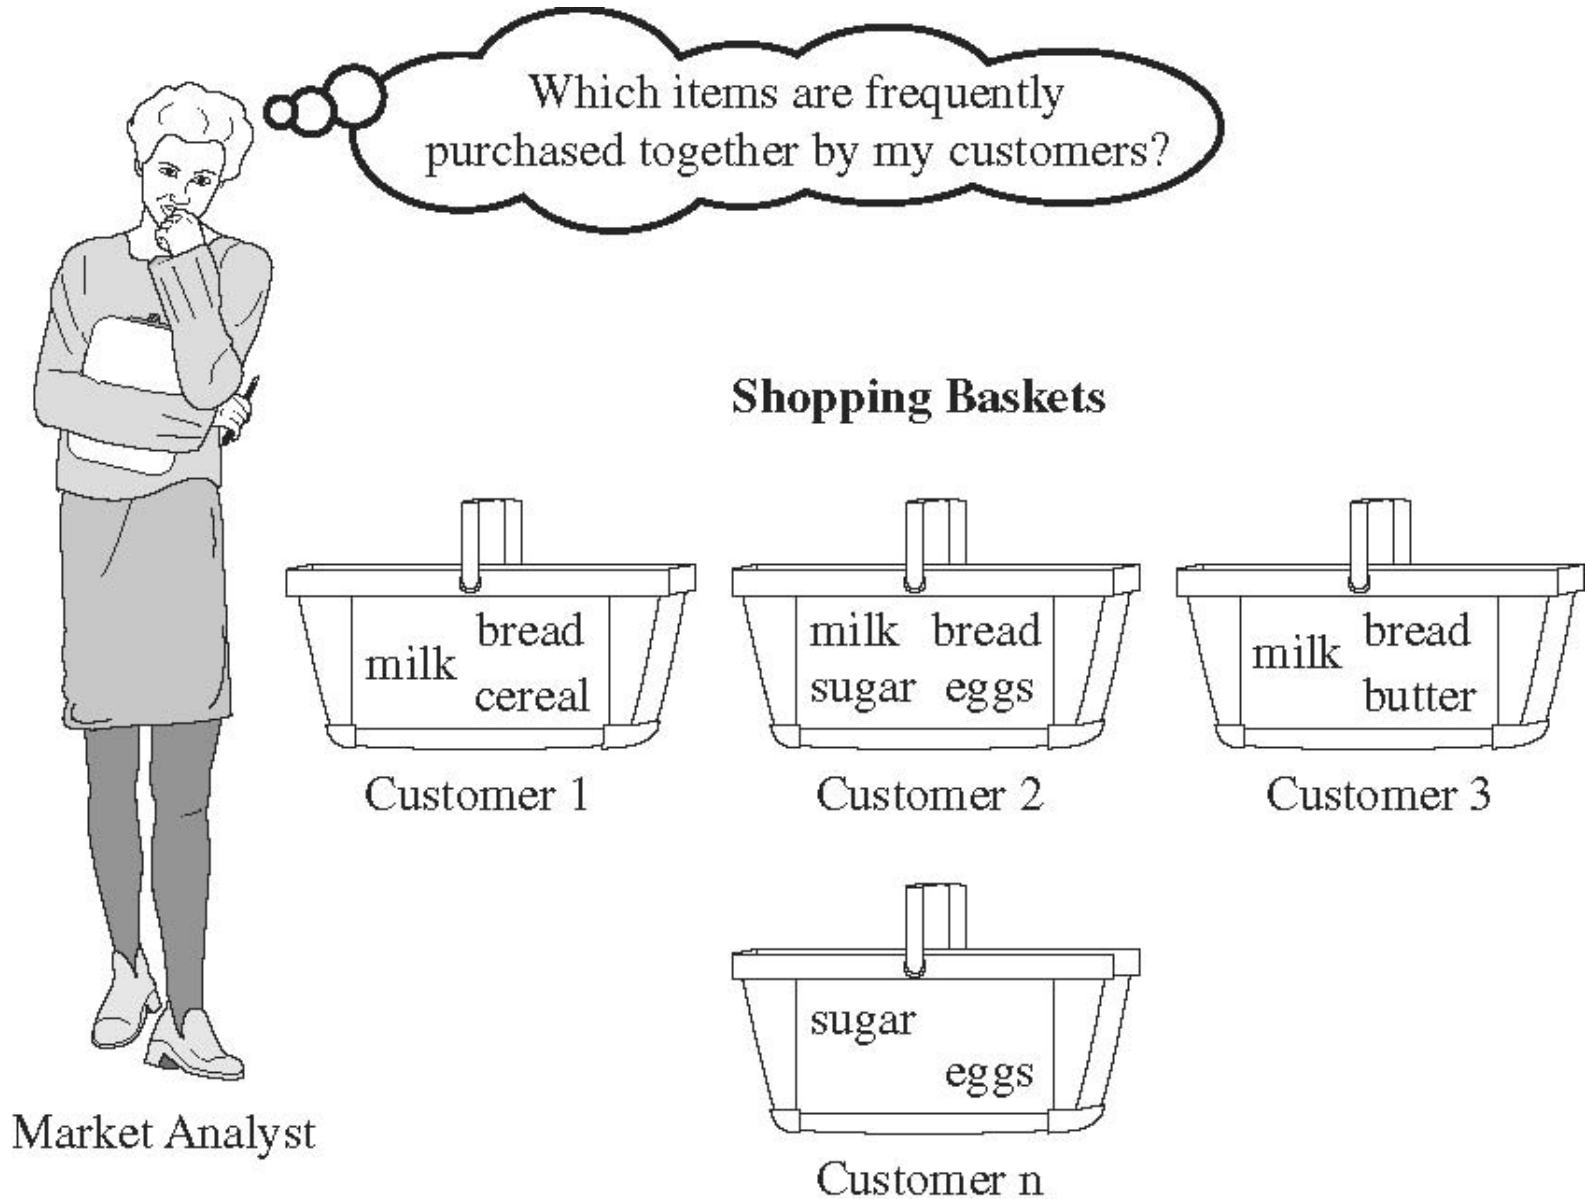 Which items are frequently
purchased together by my customers?
Shopping Baskets
milk bread
cereal
Customer 1
milk bread
sugar eggs
Customer 2
milk bread
butter
Customer 3
sugar
eggs
Customer n
Market Analyst